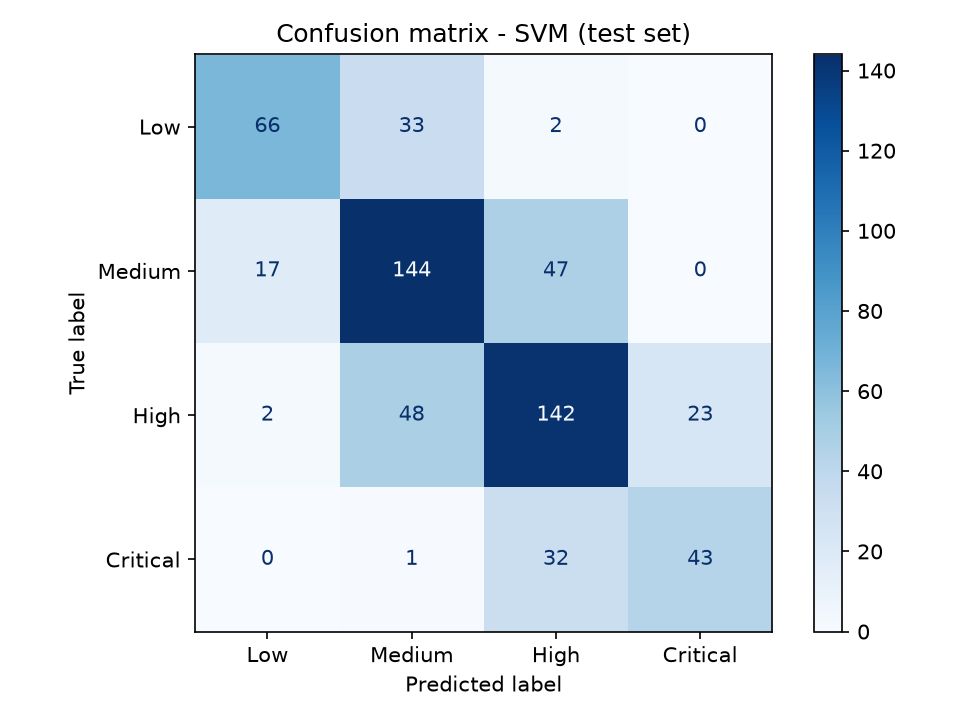 Confusion matrix - SVM (test set)
Low 66 33 2 0
Medium 17 144 47 0
High 2 48 142 23
Critical 0 1 32 43
Low Medium High Critical
Predicted label
True label
140
120
100
80
60
40
20
0